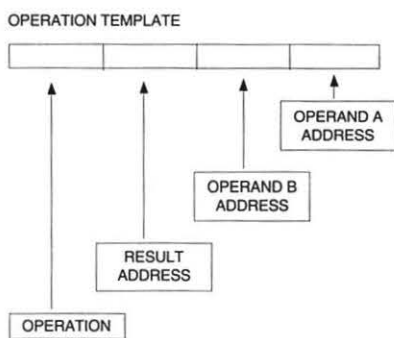 OPERATION TEMPLATE
OPERAND A
ADDRESS
OPERAND B
ADDRESS
RESULT
ADDRESS
OPERATION